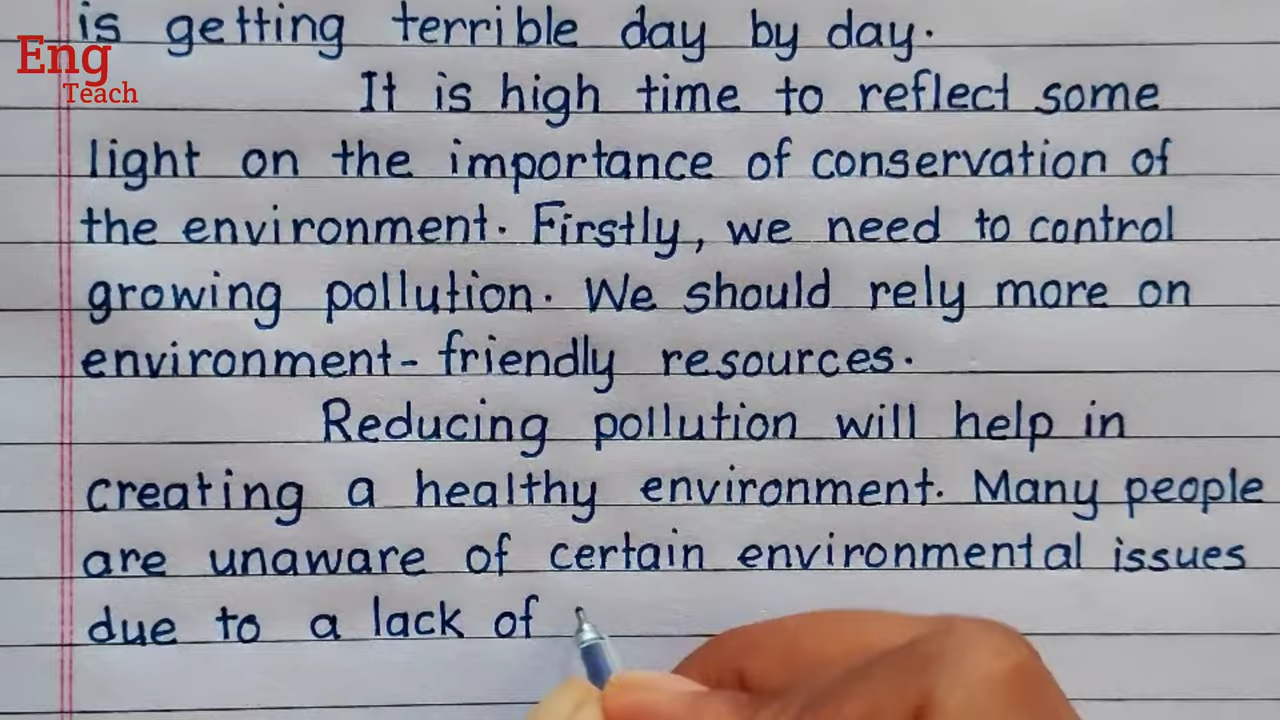 is getting terrible day by day.
Eng
Teach
It is high time to reflect some
light on the importance of conservation of
the environment. Firstly, we need to control
growing pollution. We should rely more on
environment-friendly resources.
Reducing pollution will help in
creating a healthy environment. Many people
are unaware of certain environmental issues
due to a lack of